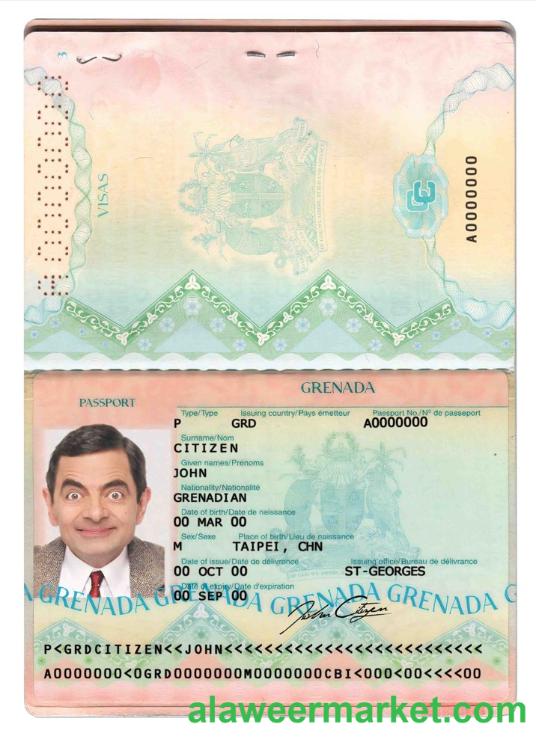 VISAS
A0000000
GRENADA
PASSPORT
Type/Type Issuing country/Pays émetteur Passport No./N° de passeport
P GRD A0000000
Surname/Nom
CITIZEN
Given names/Prenoms
JOHN
Nationality/Nationalité
GRENADIAN
Date of birth/Date de naissance
00 MAR 00
Sex/Sexe Place of birth/Lieu de naissance
M TAIPEI, CHN
Date of issue/Date de délivrance Issuing office/Bureau de délivrance
00 OCT 00 ST-GEORGES
Date of expiry/Date d'expiration
00 SEP 00
GRENADA GRENADA GRENADA GRENADA G
John Citizen
P<GRDCITIZEN<<JOHN<<<<<<<<<<<<<<<<<<<<<<<<<<
A0000000<0GRD0000000M0000000CBI<000<00<<<<00
alaweermarket.com